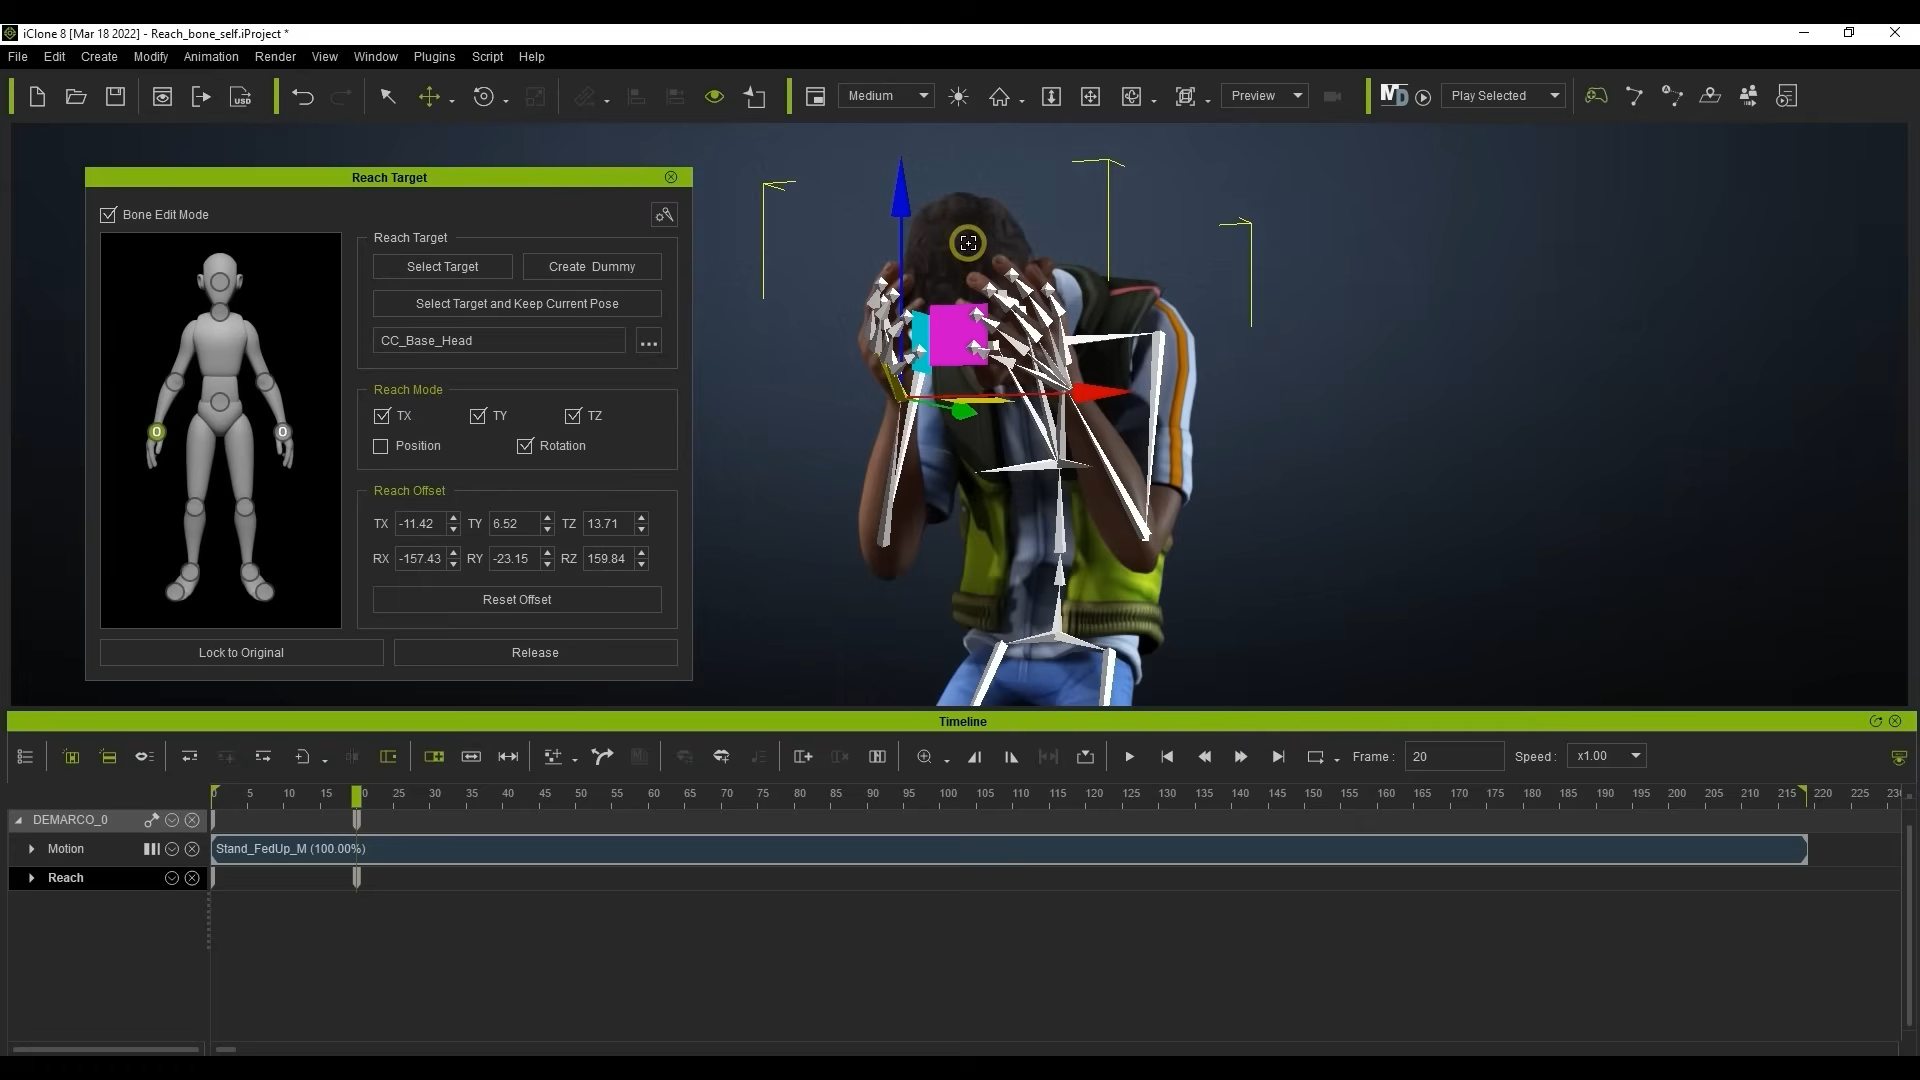 iClone 8 [Mar 18 2022] - Reach_bone_self.iProject *
File Edit Create Modify Animation Render View Window Plugins Script Help
USD Medium Preview MD Play Selected
Reach Target
Bone Edit Mode
Reach Target
Select Target Create Dummy
Select Target and Keep Current Pose
CC_Base_Head ...
Reach Mode
TX TY TZ
Position Rotation
Reach Offset
TX -11.42 TY 6.52 TZ 13.71
RX -157.43 RY -23.15 RZ 159.84
Reset Offset
Lock to Original Release
Timeline
Frame : 20 Speed : x1.00
5 10 15 20 25 30 35 40 45 50 55 60 65 70 75 80 85 90 95 100 105 110 115 120 125 130 135 140 145 150 155 160 165 170 175 180 185 190 195 200 205 210 215 220 225
DEMARCO_0
Motion Stand_FedUp_M (100.00%)
Reach